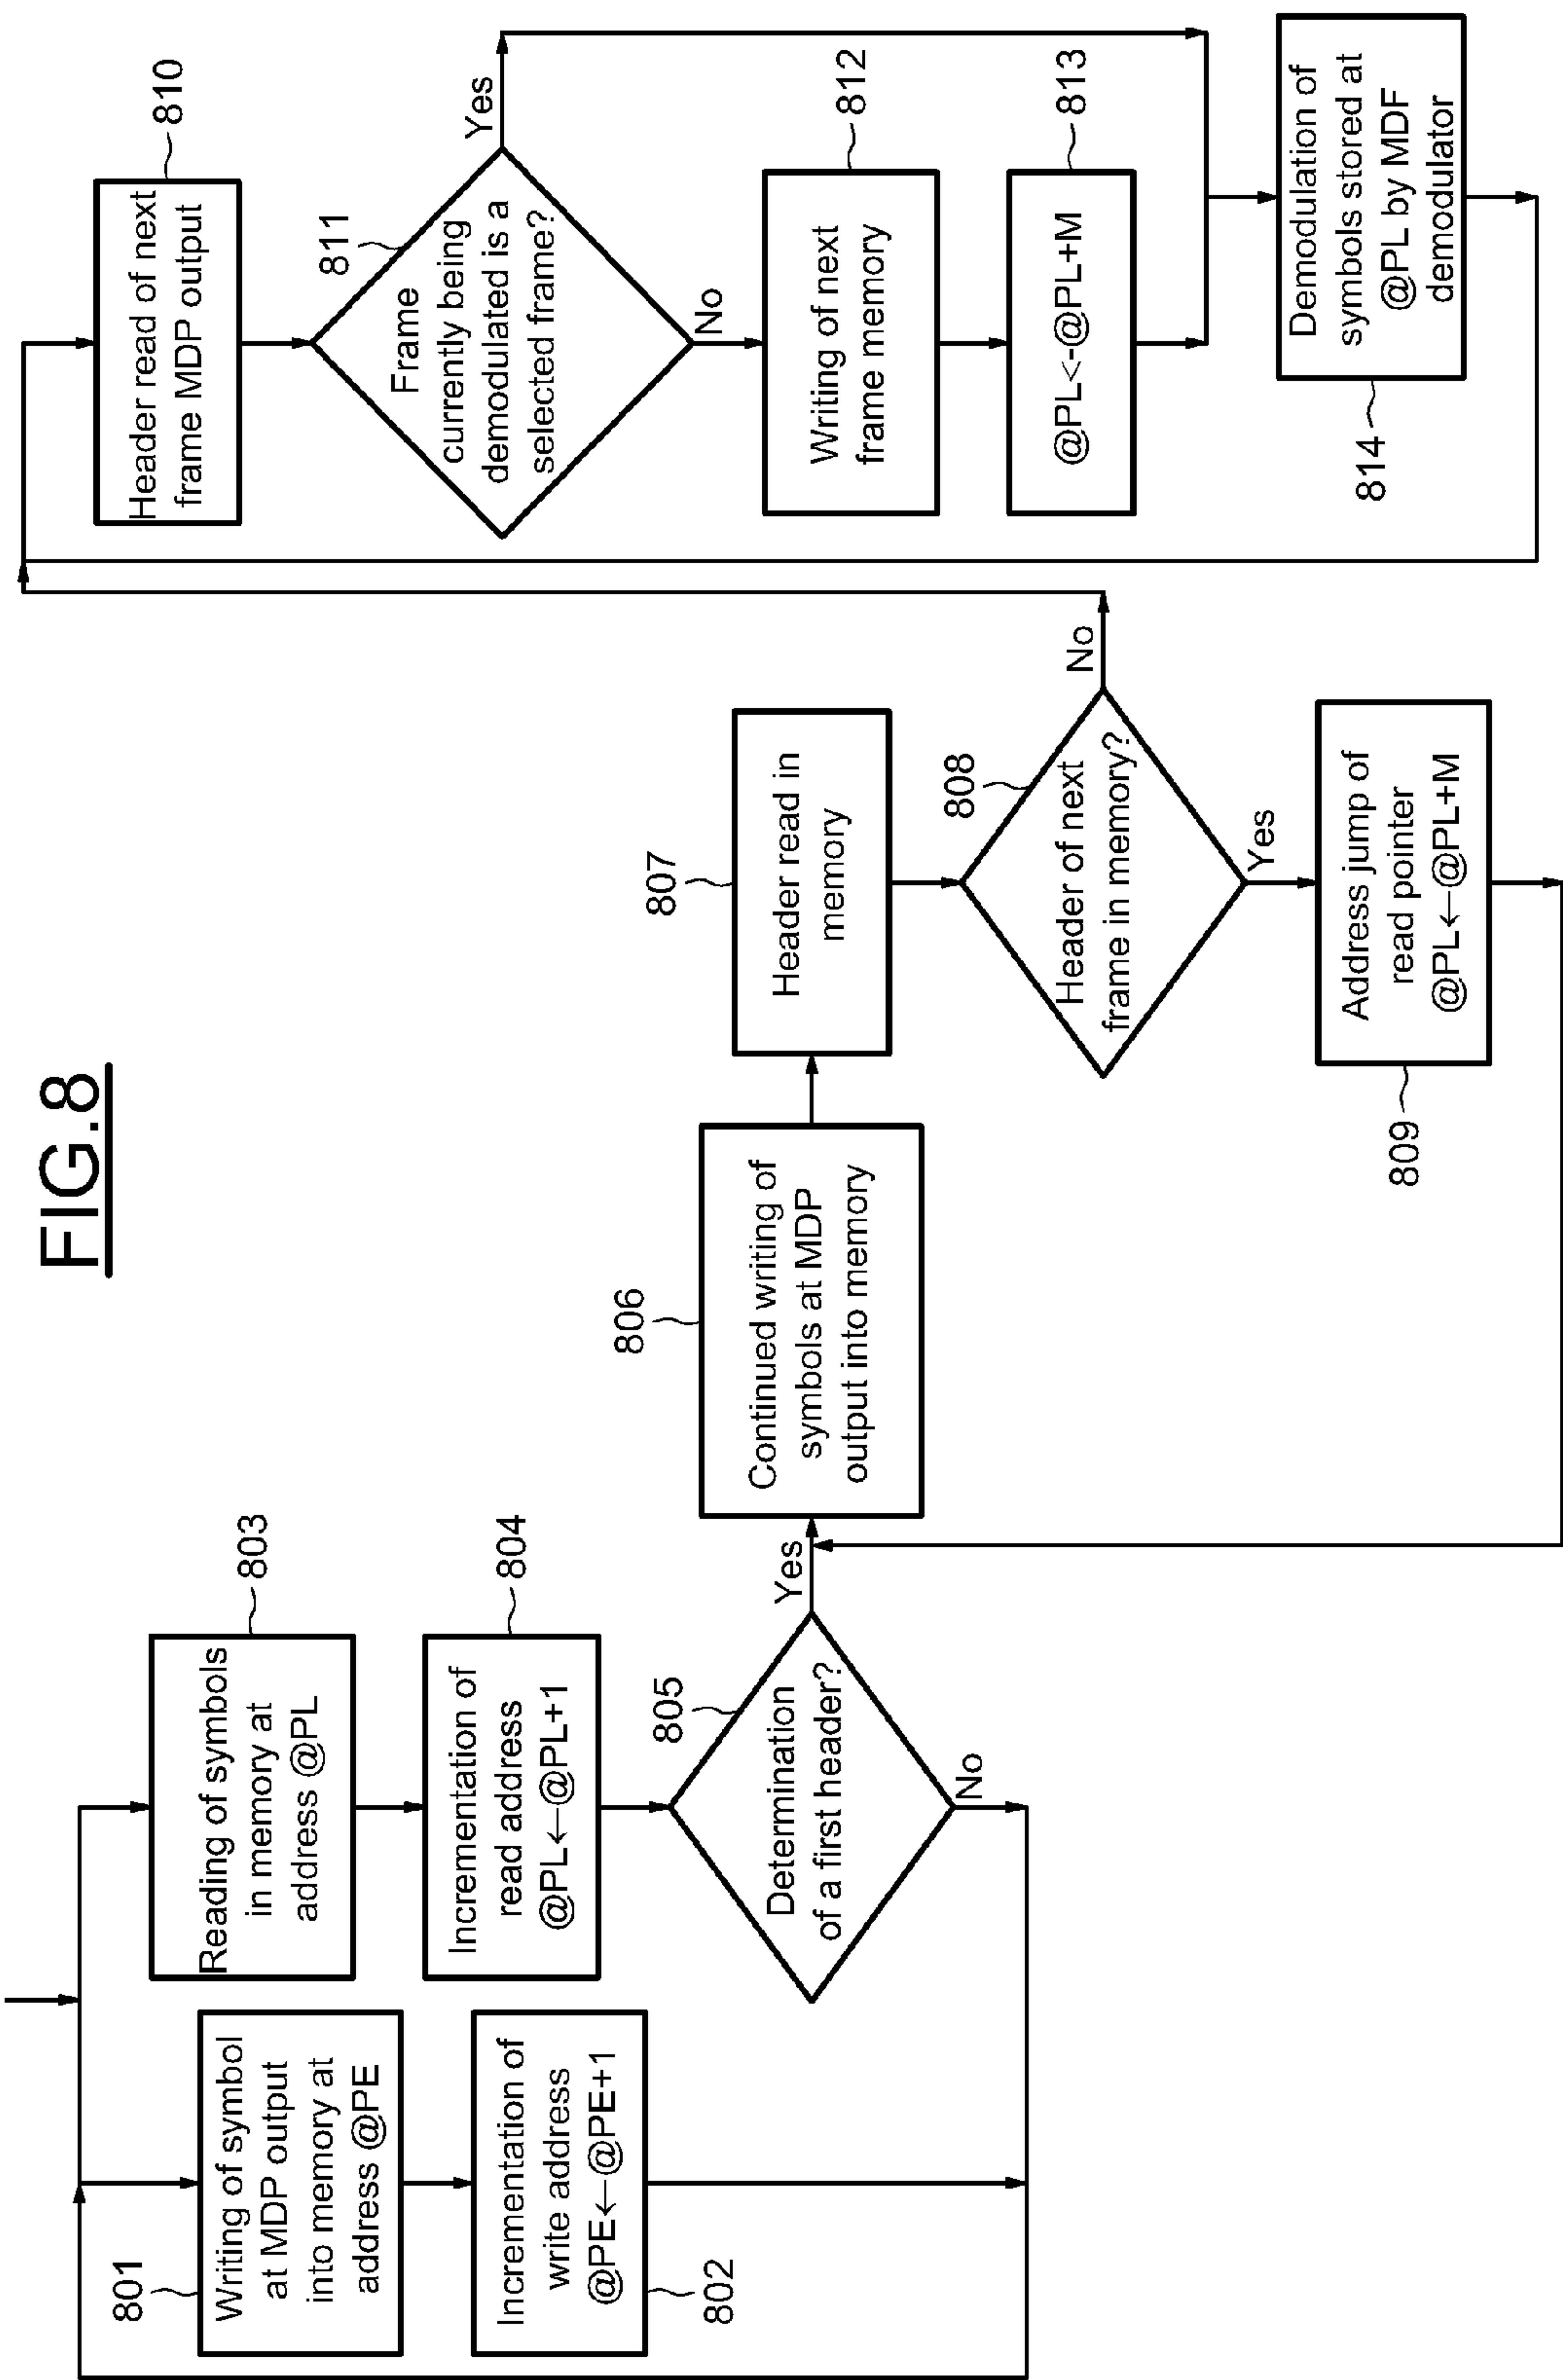 FIG.8
801
Writing of symbol
at MDP output
into memory at
address @PE
Incrementation of
write address
@PE←@PE+1
802
Reading of symbols
in memory at
address @PL
803
Incrementation of
read address
@PL←@PL+1
804
805
Determination
of a first header?
Yes
No
806
Continued writing of
symbols at MDP
output into memory
807
Header read in
memory
808
Header of next
frame in memory?
No
Yes
Address jump of
read pointer
@PL←@PL+M
809
Header read of next
frame MDP output
810
811
Frame
currently being
demodulated is a
selected frame?
Yes
No
Writing of next
frame memory
812
@PL<-@PL+M
813
Demodulation of
symbols stored at
@PL by MDF
demodulator
814